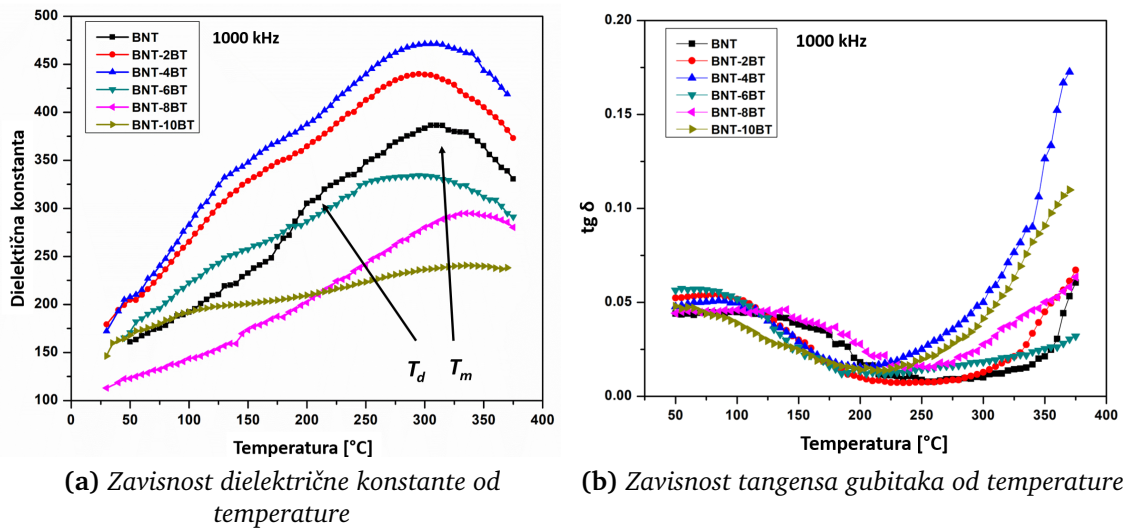 500
450
400
350
300
250
200
150
100
0 50 100 150 200 250 300 350 400
Dielektrična konstanta
Temperatura [°C]
BNT
BNT-2BT
BNT-4BT
BNT-6BT
BNT-8BT
BNT-10BT
1000 kHz
T_d T_m
(a) Zavisnost dielektrične konstante od
temperature
0.20
0.15
0.10
0.05
0.00
50 100 150 200 250 300 350 400
tg δ
Temperatura [°C]
BNT
BNT-2BT
BNT-4BT
BNT-6BT
BNT-8BT
BNT-10BT
1000 kHz
(b) Zavisnost tangensa gubitaka od temperature